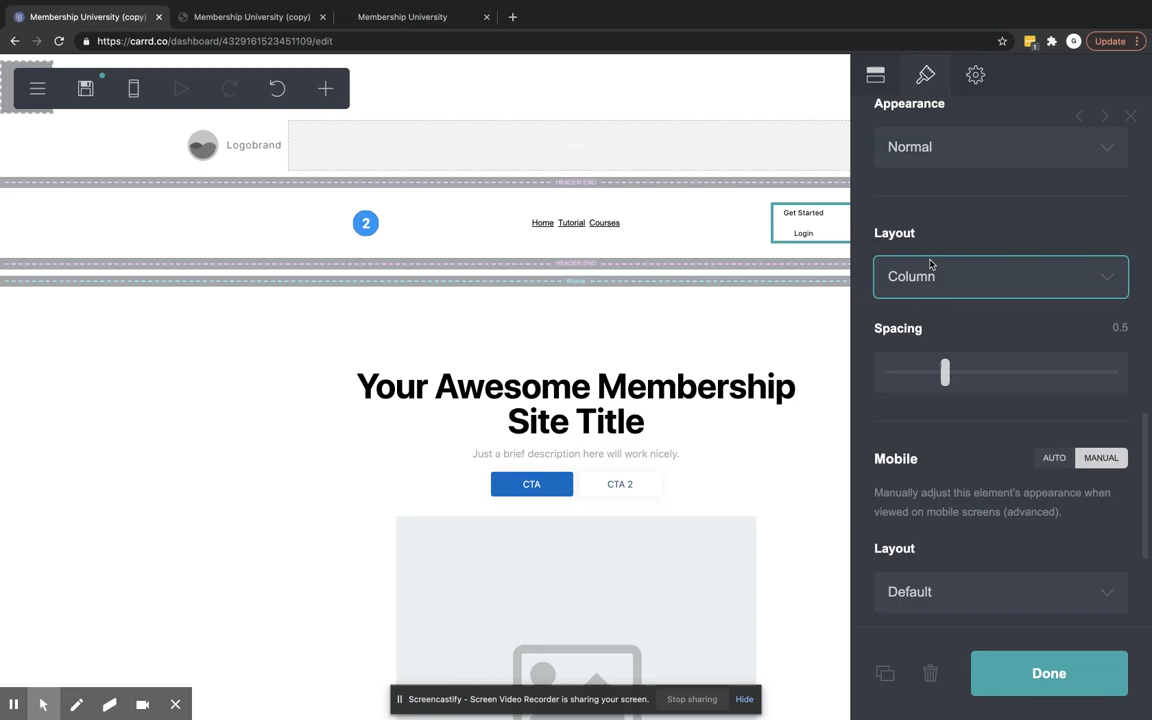 Membership University (copy)
Membership University (copy)
Membership University
https://carrd.co/dashboard/4329161523451109/edit
G
Update
Logobrand
HEADER END
2
Home Tutorial Courses
Get Started
Login
HEADER END
Your Awesome Membership
Site Title
Just a brief description here will work nicely.
CTA
CTA 2
Appearance
Normal
Layout
Column
Spacing
0.5
Mobile
AUTO
MANUAL
Manually adjust this element's appearance when
viewed on mobile screens (advanced).
Layout
Default
Done
Screencastify - Screen Video Recorder is sharing your screen.
Stop sharing
Hide